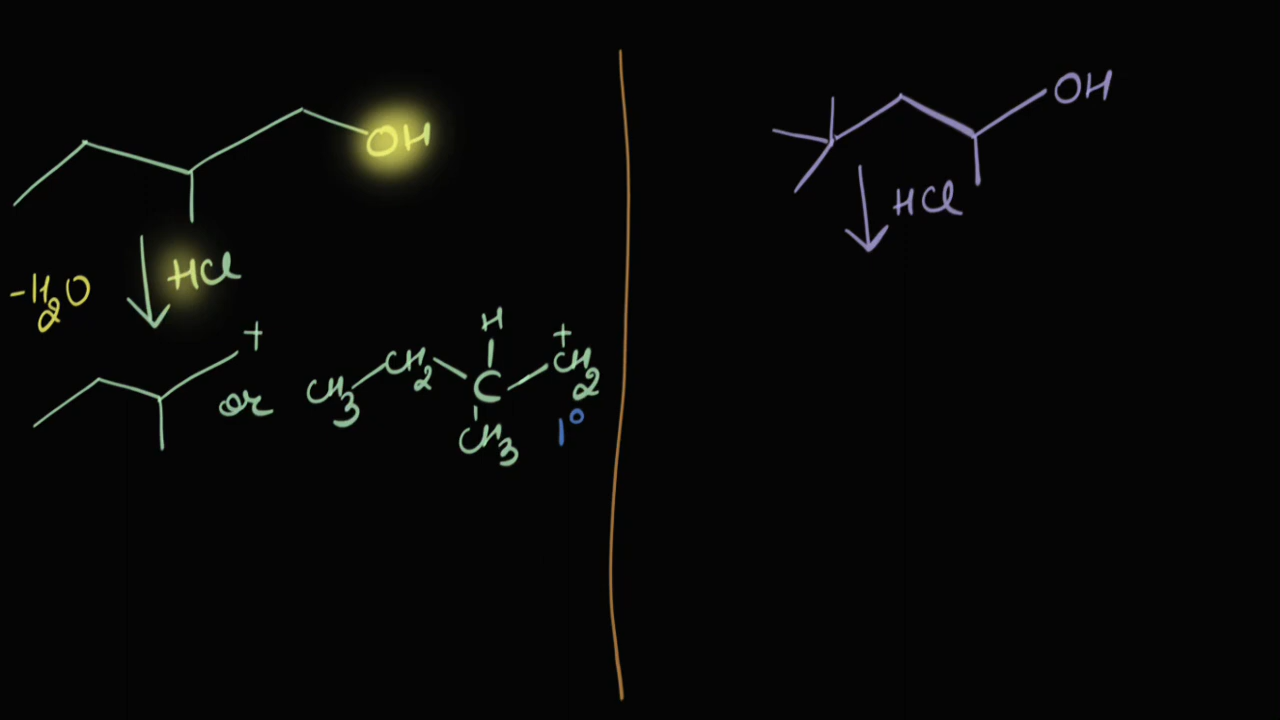 OH
HCl
-H2O
+
or
CH3 CH2 C H CH3 +CH2
1°
OH
HCl